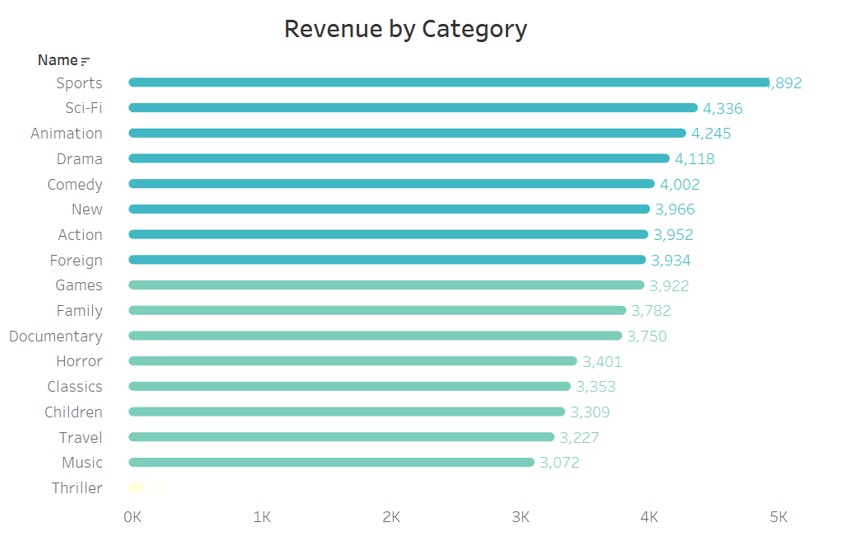 Revenue by Category
Name
Sports ,892
Sci-Fi 4,336
Animation 4,245
Drama 4,118
Comedy 4,002
New 3,966
Action 3,952
Foreign 3,934
Games 3,922
Family 3,782
Documentary 3,750
Horror 3,401
Classics 3,353
Children 3,309
Travel 3,227
Music 3,072
Thriller
0K 1K 2K 3K 4K 5K